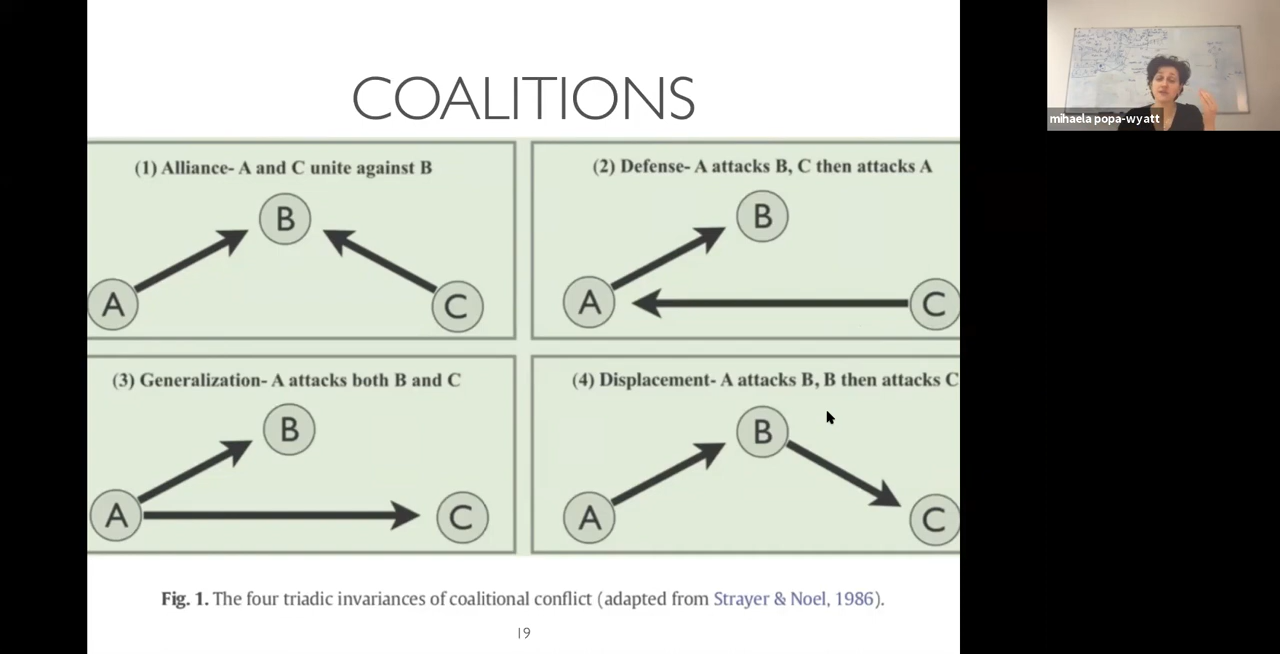 COALITIONS
mihaela popa-wyatt
(1) Alliance- A and C unite against B
B
A
C
(2) Defense- A attacks B, C then attacks A
B
A
C
(3) Generalization- A attacks both B and C
B
A
C
(4) Displacement- A attacks B, B then attacks C
B
A
C
Fig. 1. The four triadic invariances of coalitional conflict (adapted from Strayer & Noel, 1986).
19